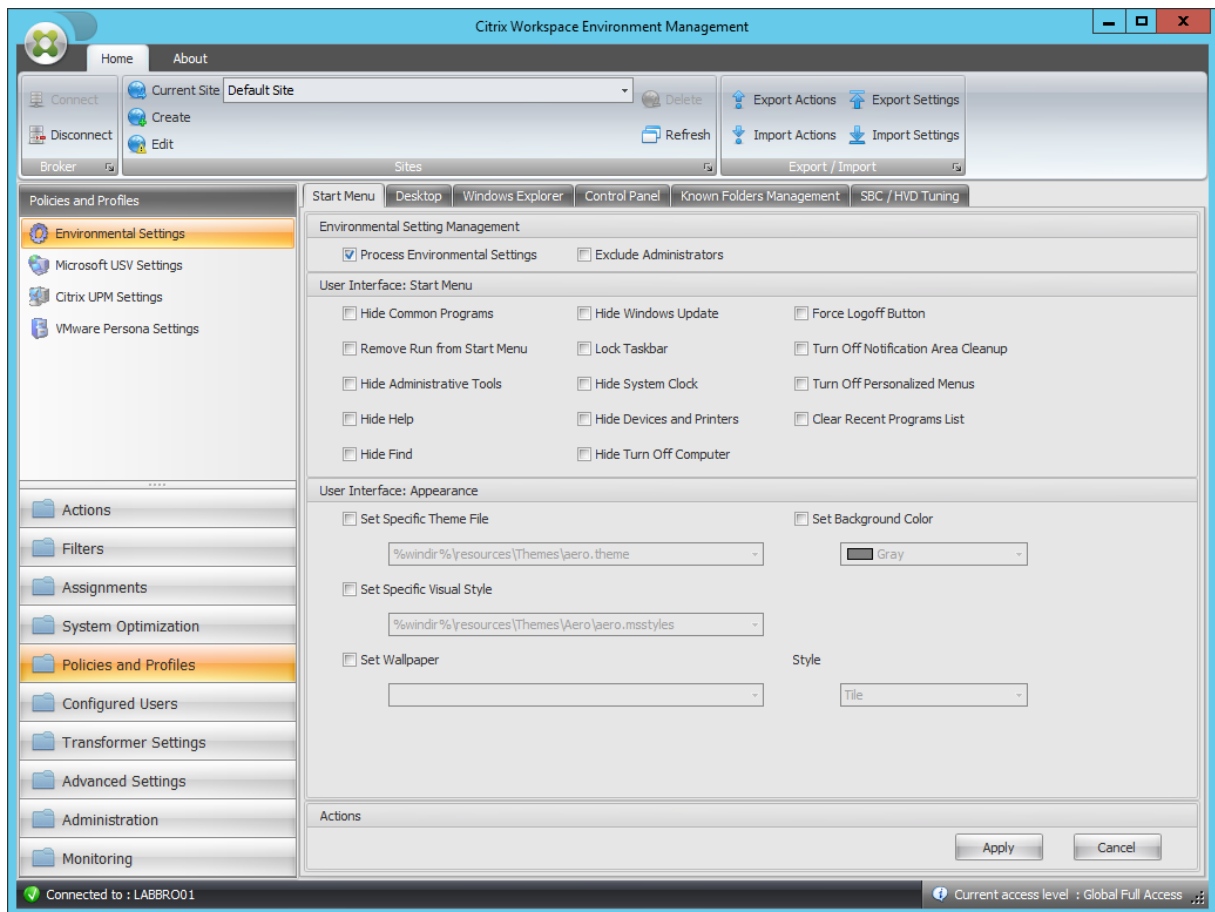 Citrix Workspace Environment Management
Home About
Connect
Disconnect
Broker
Current Site Default Site
Create
Edit
Delete
Refresh
Sites
Export Actions Export Settings
Import Actions Import Settings
Export / Import
Policies and Profiles
Environmental Settings
Microsoft USV Settings
Citrix UPM Settings
VMware Persona Settings
Actions
Filters
Assignments
System Optimization
Policies and Profiles
Configured Users
Transformer Settings
Advanced Settings
Administration
Monitoring
Start Menu Desktop Windows Explorer Control Panel Known Folders Management SBC / HVD Tuning
Environmental Setting Management
Process Environmental Settings Exclude Administrators
User Interface: Start Menu
Hide Common Programs Hide Windows Update Force Logoff Button
Remove Run from Start Menu Lock Taskbar Turn Off Notification Area Cleanup
Hide Administrative Tools Hide System Clock Turn Off Personalized Menus
Hide Help Hide Devices and Printers Clear Recent Programs List
Hide Find Hide Turn Off Computer
User Interface: Appearance
Set Specific Theme File Set Background Color
%windir%\resources\Themes\aero.theme Gray
Set Specific Visual Style
%windir%\resources\Themes\Aero\aero.msstyles
Set Wallpaper Style
Tile
Actions
Apply Cancel
Connected to : LABBRO01 Current access level : Global Full Access